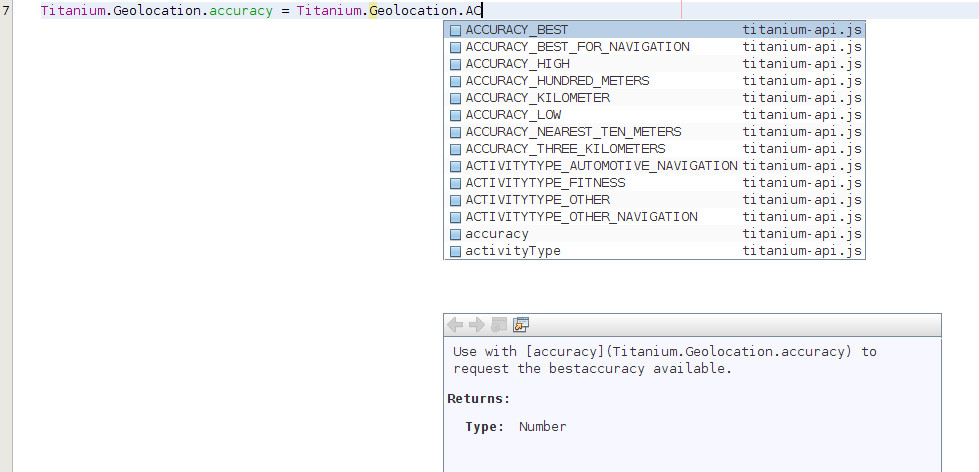 7 Titanium.Geolocation.accuracy = Titanium.Geolocation.AC
ACCURACY_BEST titanium-api.js
ACCURACY_BEST_FOR_NAVIGATION titanium-api.js
ACCURACY_HIGH titanium-api.js
ACCURACY_HUNDRED_METERS titanium-api.js
ACCURACY_KILOMETER titanium-api.js
ACCURACY_LOW titanium-api.js
ACCURACY_NEAREST_TEN_METERS titanium-api.js
ACCURACY_THREE_KILOMETERS titanium-api.js
ACTIVITYTYPE_AUTOMOTIVE_NAVIGATION titanium-api.js
ACTIVITYTYPE_FITNESS titanium-api.js
ACTIVITYTYPE_OTHER titanium-api.js
ACTIVITYTYPE_OTHER_NAVIGATION titanium-api.js
accuracy titanium-api.js
activityType titanium-api.js
Use with [accuracy](Titanium.Geolocation.accuracy) to
request the bestaccuracy available.
Returns:
Type: Number